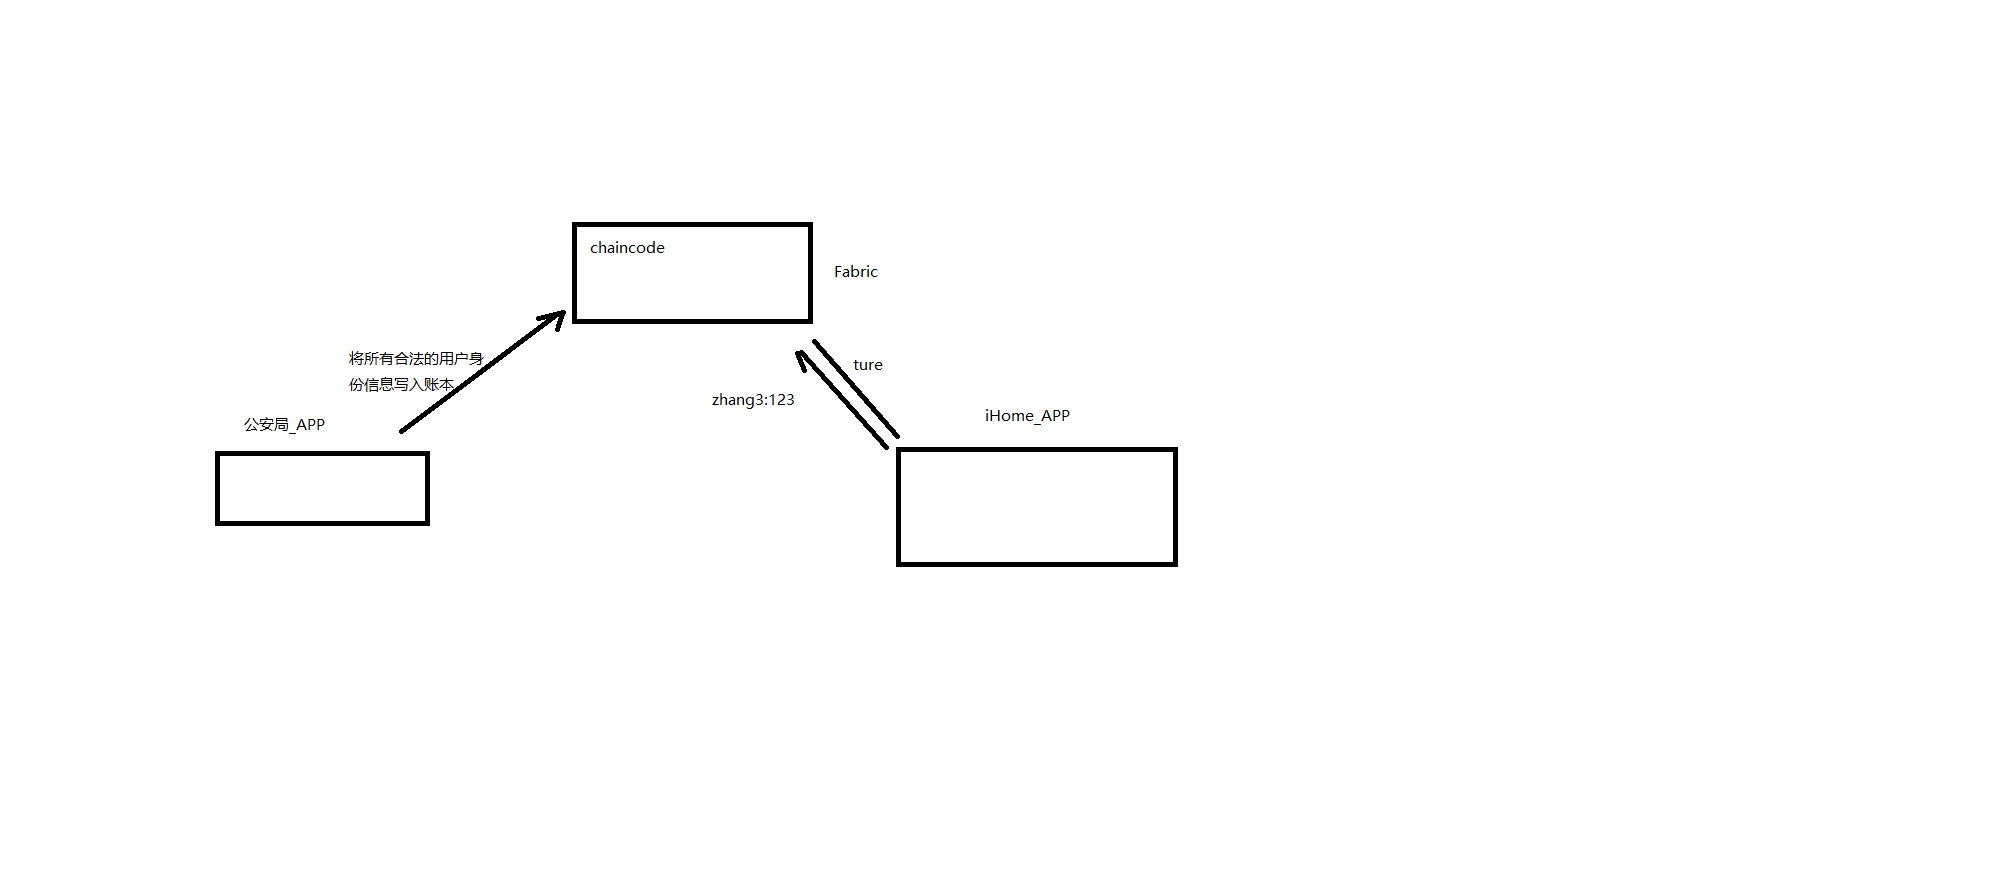 chaincode
Fabric
将所有合法的用户身
份信息写入账本
ture
zhang3:123
公安局_APP
iHome_APP